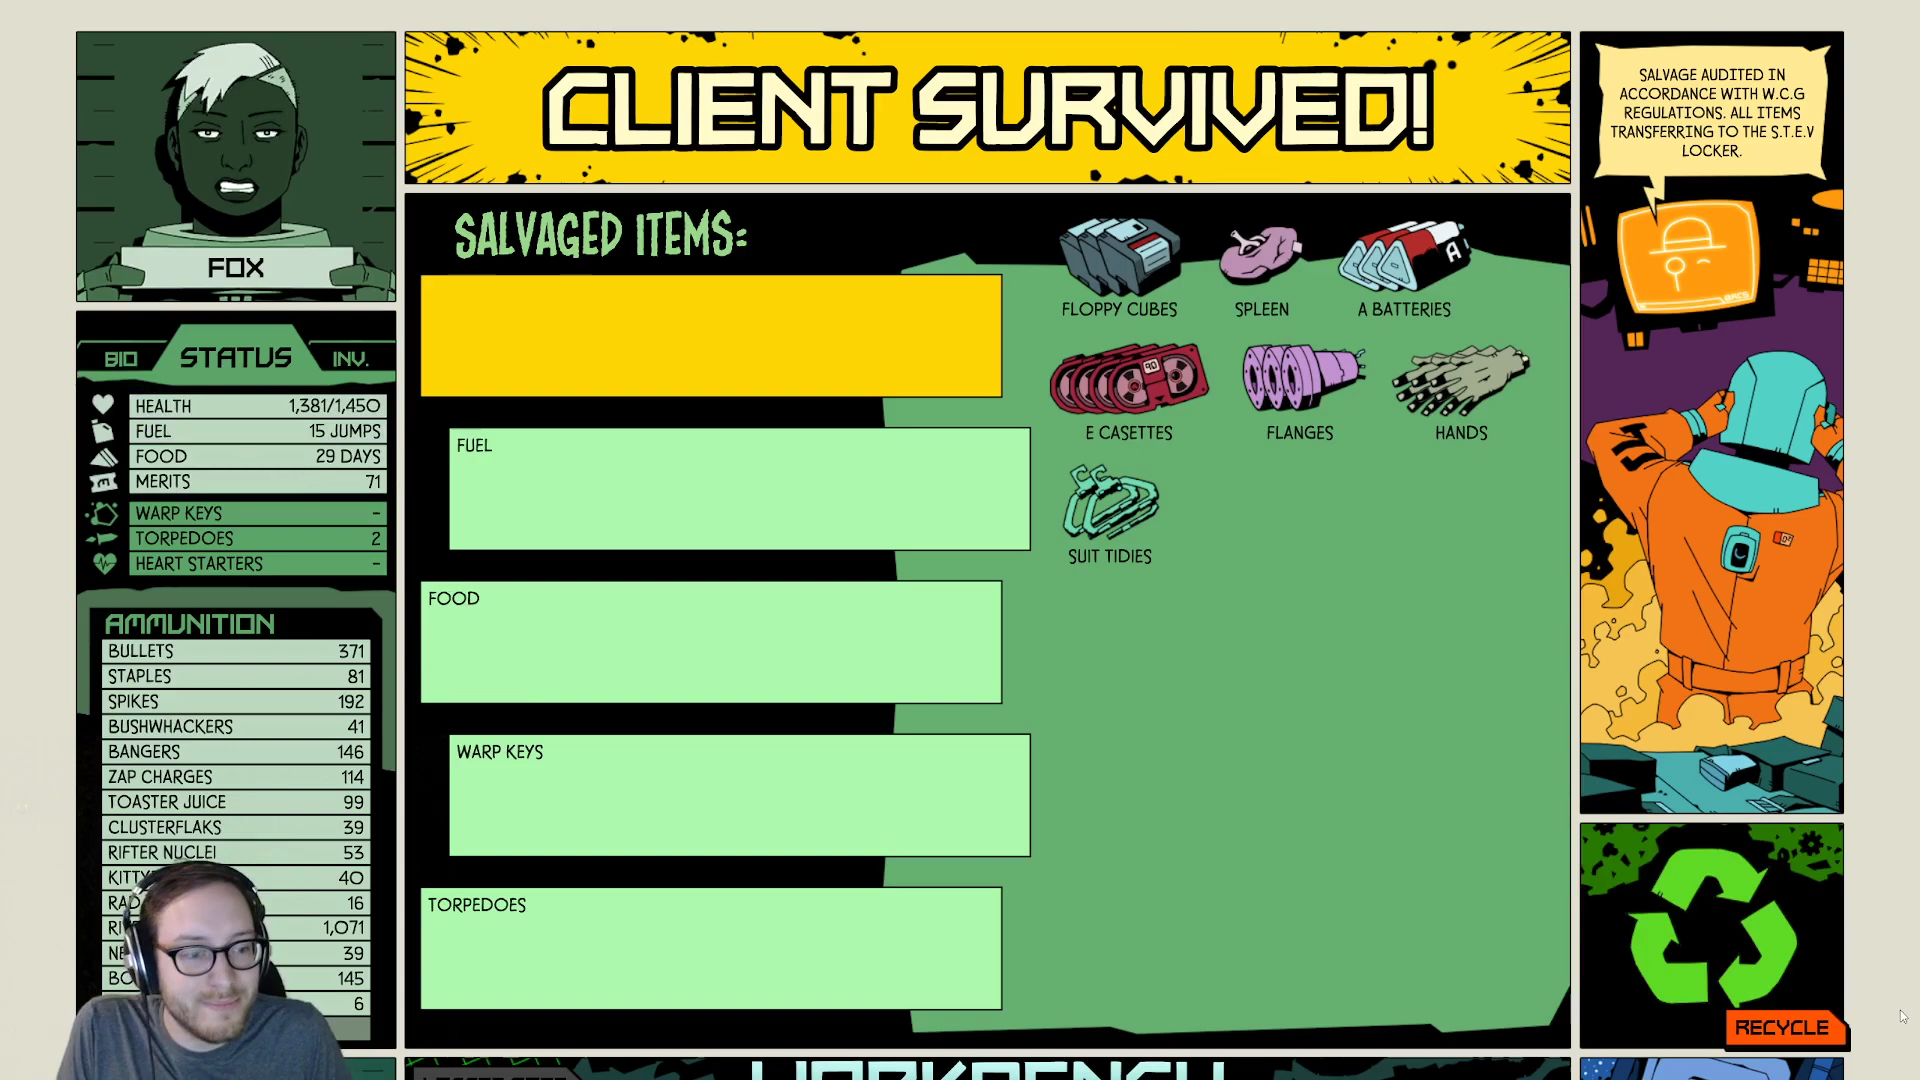 FOX
BIO STATUS INV.
HEALTH 1,381/1,450
FUEL 15 JUMPS
FOOD 29 DAYS
MERITS 71
WARP KEYS -
TORPEDOES 2
HEART STARTERS -
AMMUNITION
BULLETS 371
STAPLES 81
SPIKES 192
BUSHWHACKERS 41
BANGERS 146
ZAP CHARGES 114
TOASTER JUICE 99
CLUSTERFLAKS 39
RIFTER NUCLEI 53
40
16
1,071
39
145
6
CLIENT SURVIVED!
SALVAGED ITEMS:
FUEL
FOOD
WARP KEYS
TORPEDOES
FLOPPY CUBES SPLEEN A BATTERIES
A
90
E CASETTES FLANGES HANDS
SUIT TIDIES
SALVAGE AUDITED IN
ACCORDANCE WITH W.C.G
REGULATIONS. ALL ITEMS
TRANSFERRING TO THE S.T.E.V
LOCKER.
RECYCLE